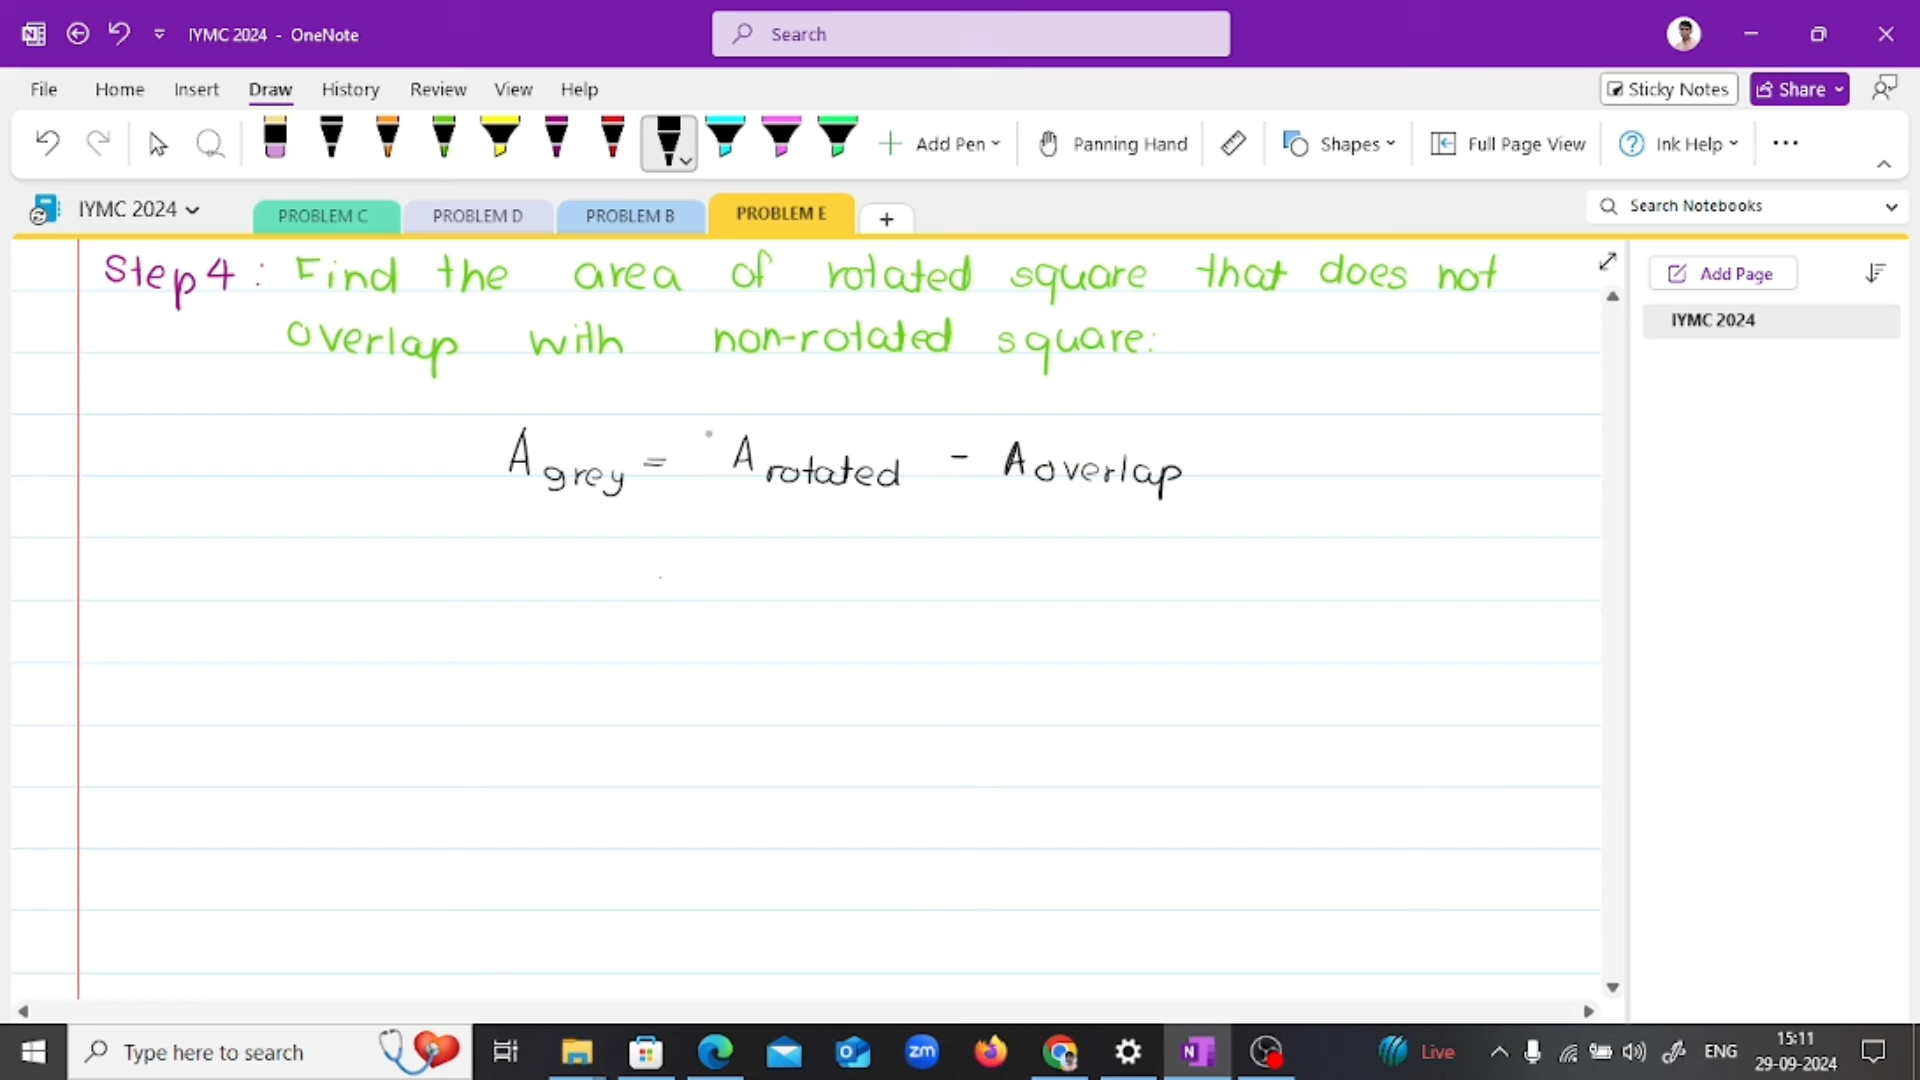 IYMC 2024 - OneNote
Search
File Home Insert Draw History Review View Help
Sticky Notes Share
Add Pen Panning Hand Shapes Full Page View Ink Help
IYMC 2024 PROBLEM C PROBLEM D PROBLEM B PROBLEM E + Search Notebooks
Step 4 : Find the area of rotated square that does not
overlap with non-rotated square:
A grey = A rotated - A overlap
Add Page
IYMC 2024
Type here to search
zm
N
Live
ENG
15:11
29-09-2024